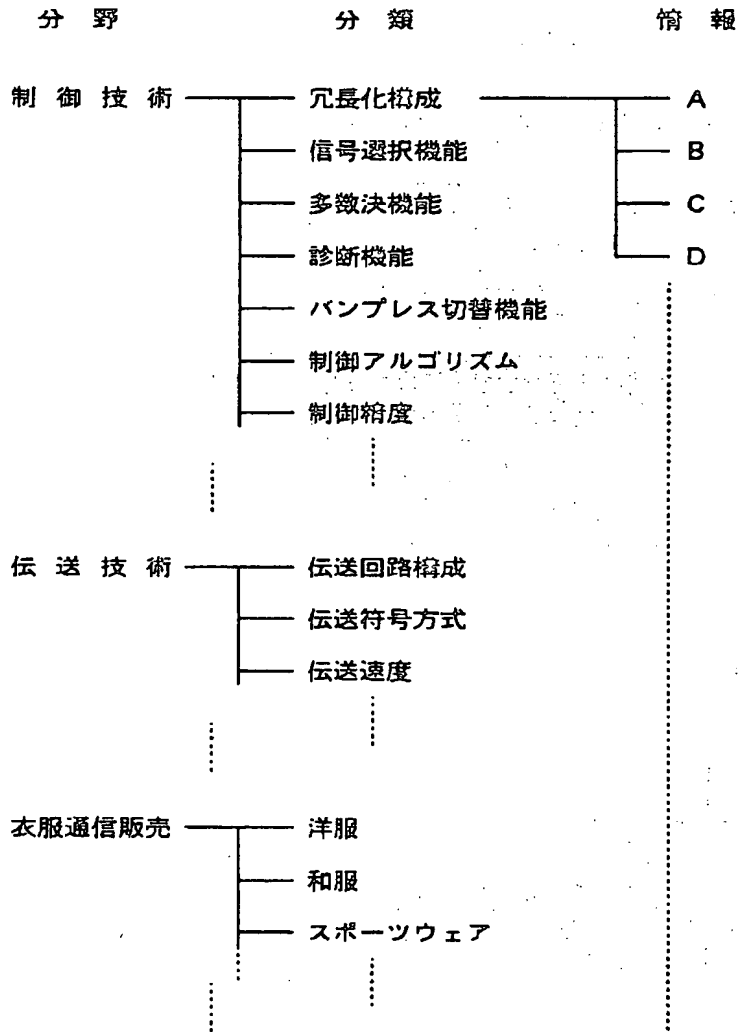 分野 分類 情報
制御技術 冗長化構成 A
信号選択機能 B
多数決機能 C
診断機能 D
バンプレス切替機能
制御アルゴリズム
制御精度
伝送技術 伝送回路構成
伝送符号方式
伝送速度
衣服通信販売 洋服
和服
スポーツウェア